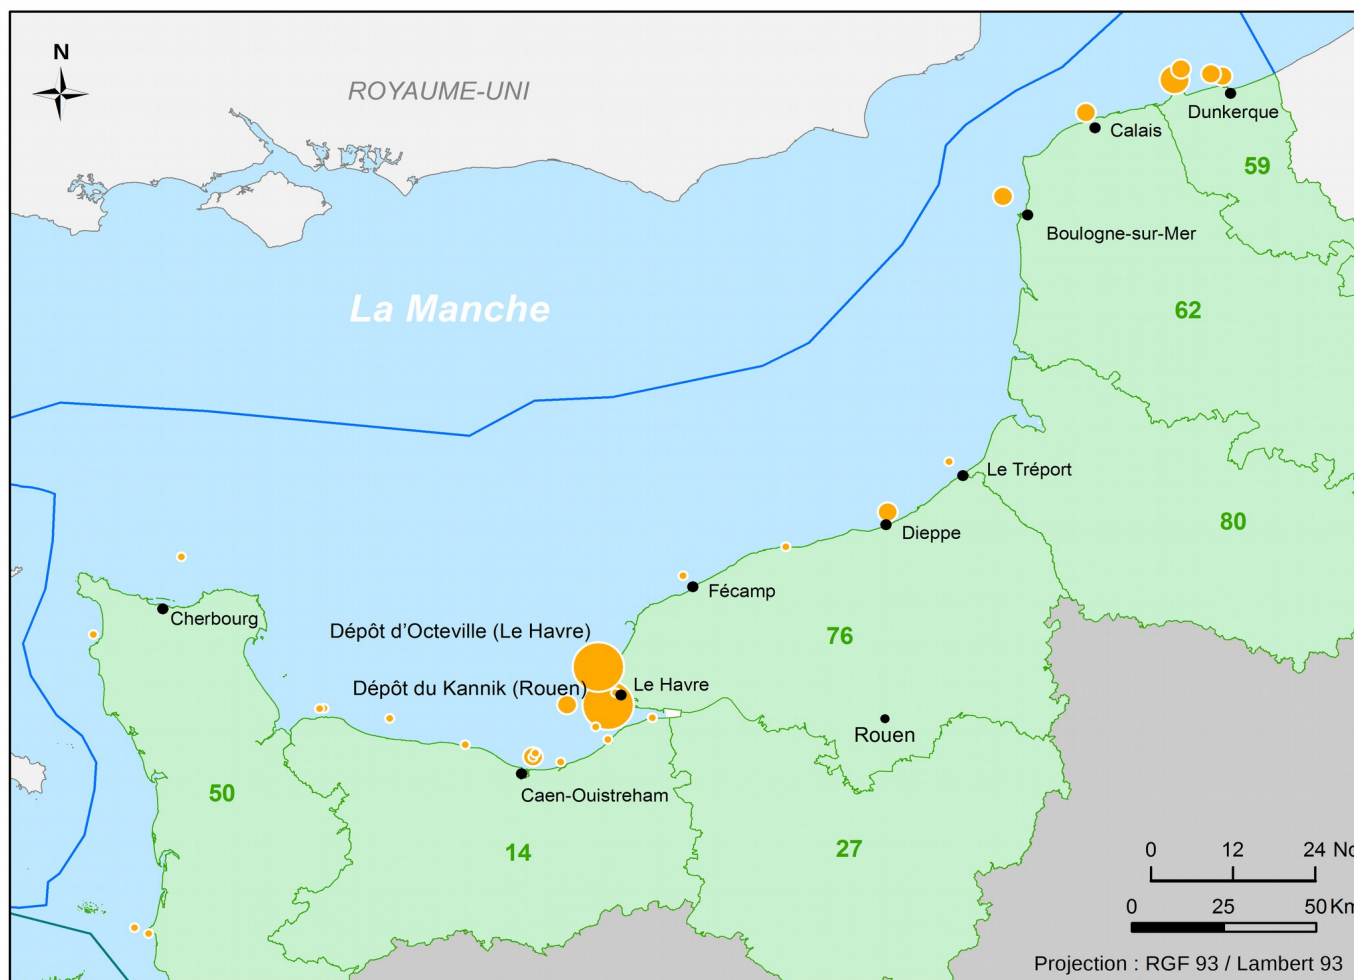 N
ROYAUME-UNI
Dunkerque
Calais
59
Boulogne-sur-Mer
La Manche
62
Le Tréport
80
Dieppe
Fécamp
Cherbourg
Dépôt d'Octeville (Le Havre)
76
Dépôt du Kannik (Rouen)
Le Havre
Rouen
50
Caen-Ouistreham
14
27
0 12 24 No
0 25 50 Km
Projection : RGF 93 / Lambert 93